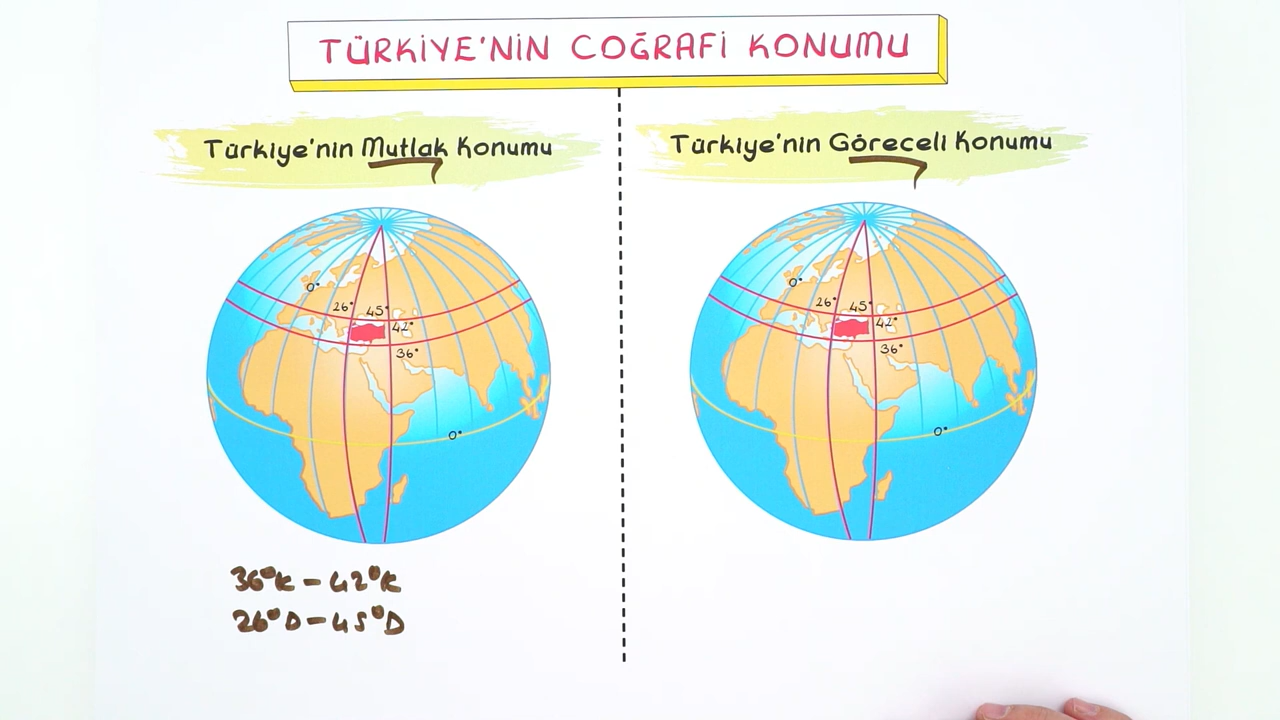 TÜRKİYE'NİN COĞRAFİ KONUMU
Türkiye'nin Mutlak Konumu
0°
26°
45°
42°
36°
0°
36°K - 42°K
26°D - 45°D
Türkiye'nin Göreceli Konumu
0°
26°
45°
42°
36°
0°